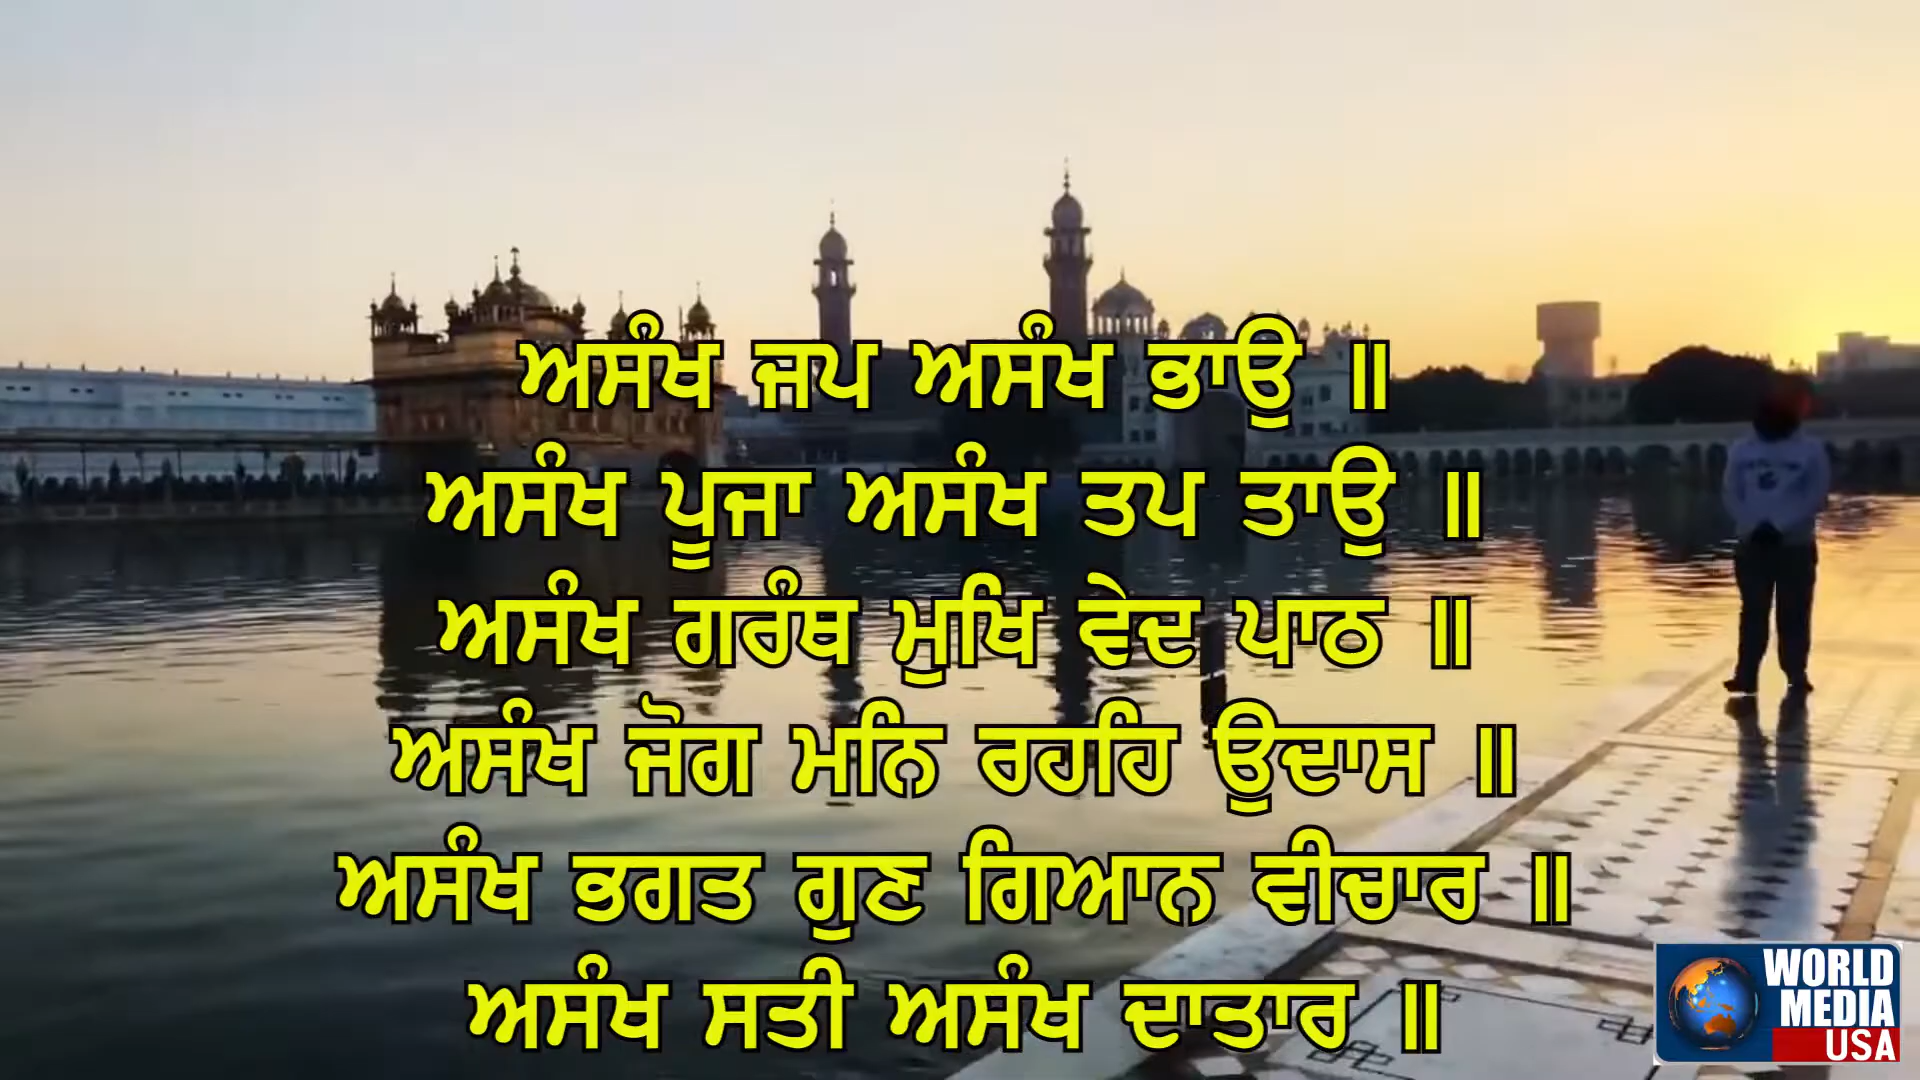 ਅਸੰਖ ਜਪ ਅਸੰਖ ਭਾਉ ॥
ਅਸੰਖ ਪੂਜਾ ਅਸੰਖ ਤਪ ਤਾਉ ॥
ਅਸੰਖ ਗਰੰਥ ਮੁਖਿ ਵੇਦ ਪਾਠ ॥
ਅਸੰਖ ਜੋਗ ਮਨਿ ਰਹਹਿ ਉਦਾਸ ॥
ਅਸੰਖ ਭਗਤ ਗੁਣ ਗਿਆਨ ਵੀਚਾਰ ॥
ਅਸੰਖ ਸਤੀ ਅਸੰਖ ਦਾਤਾਰ ॥
WORLD
MEDIA
USA